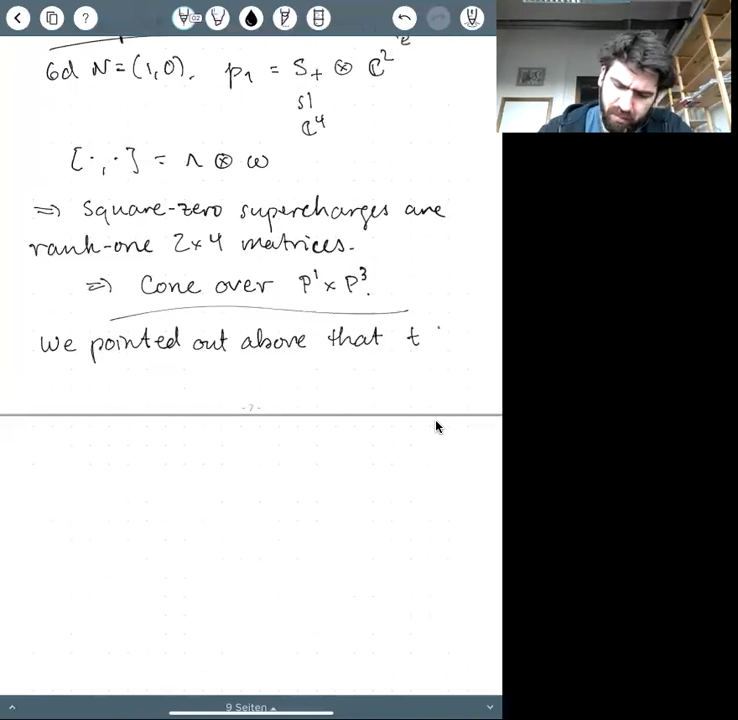 6d N=(1,0), p₁ = S₊ ⊗ ℂ²
S|
ℂ⁴
[·,·] = ∧ ⊗ ω
⇒ Square-zero supercharges are
rank-one 2×4 matrices.
⇒ Cone over P¹ × P³.
We pointed out above that t
- 7 -
9 Seiten